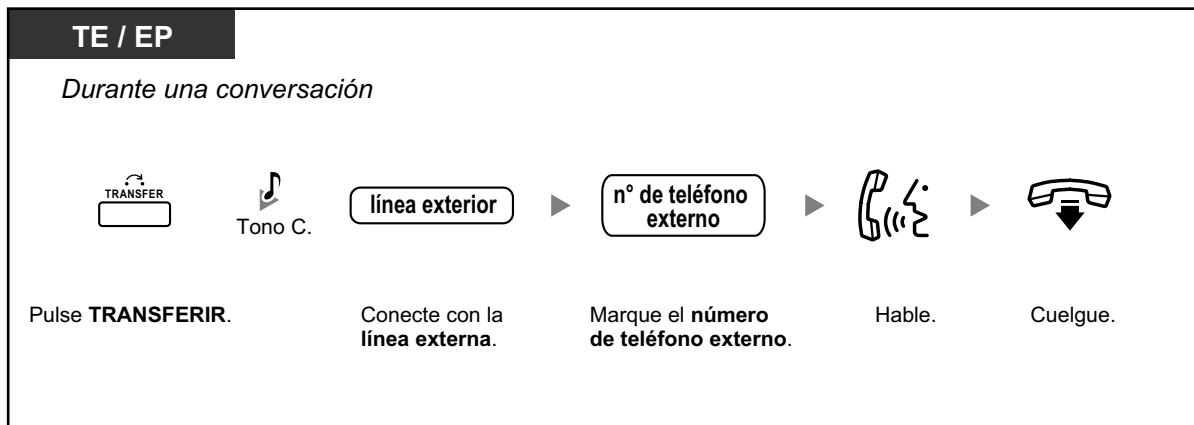 TE / EP
Durante una conversación
TRANSFER
Tono C.
línea exterior
n° de teléfono
externo
Pulse TRANSFERIR.
Conecte con la
línea externa.
Marque el número
de teléfono externo.
Hable.
Cuelgue.